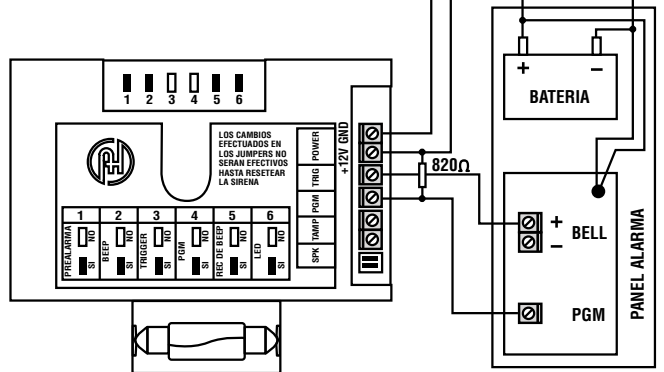 1 2 3 4 5 6
LOS CAMBIOS
EFECTUADOS EN
LOS JUMPERS NO
SERAN EFECTIVOS
HASTA RESETEAR
LA SIRENA
1 2 3 4 5 6
PREALARMA NO SI
BEEP NO SI
TRIGGER NO SI
PGM NO SI
REC DE BEEP NO SI
LED NO SI
POWER
TRIG
PGM
TAMP
SPK
+12V GND
820Ω
+ −
BATERIA
+
BELL
−
PGM
PANEL ALARMA